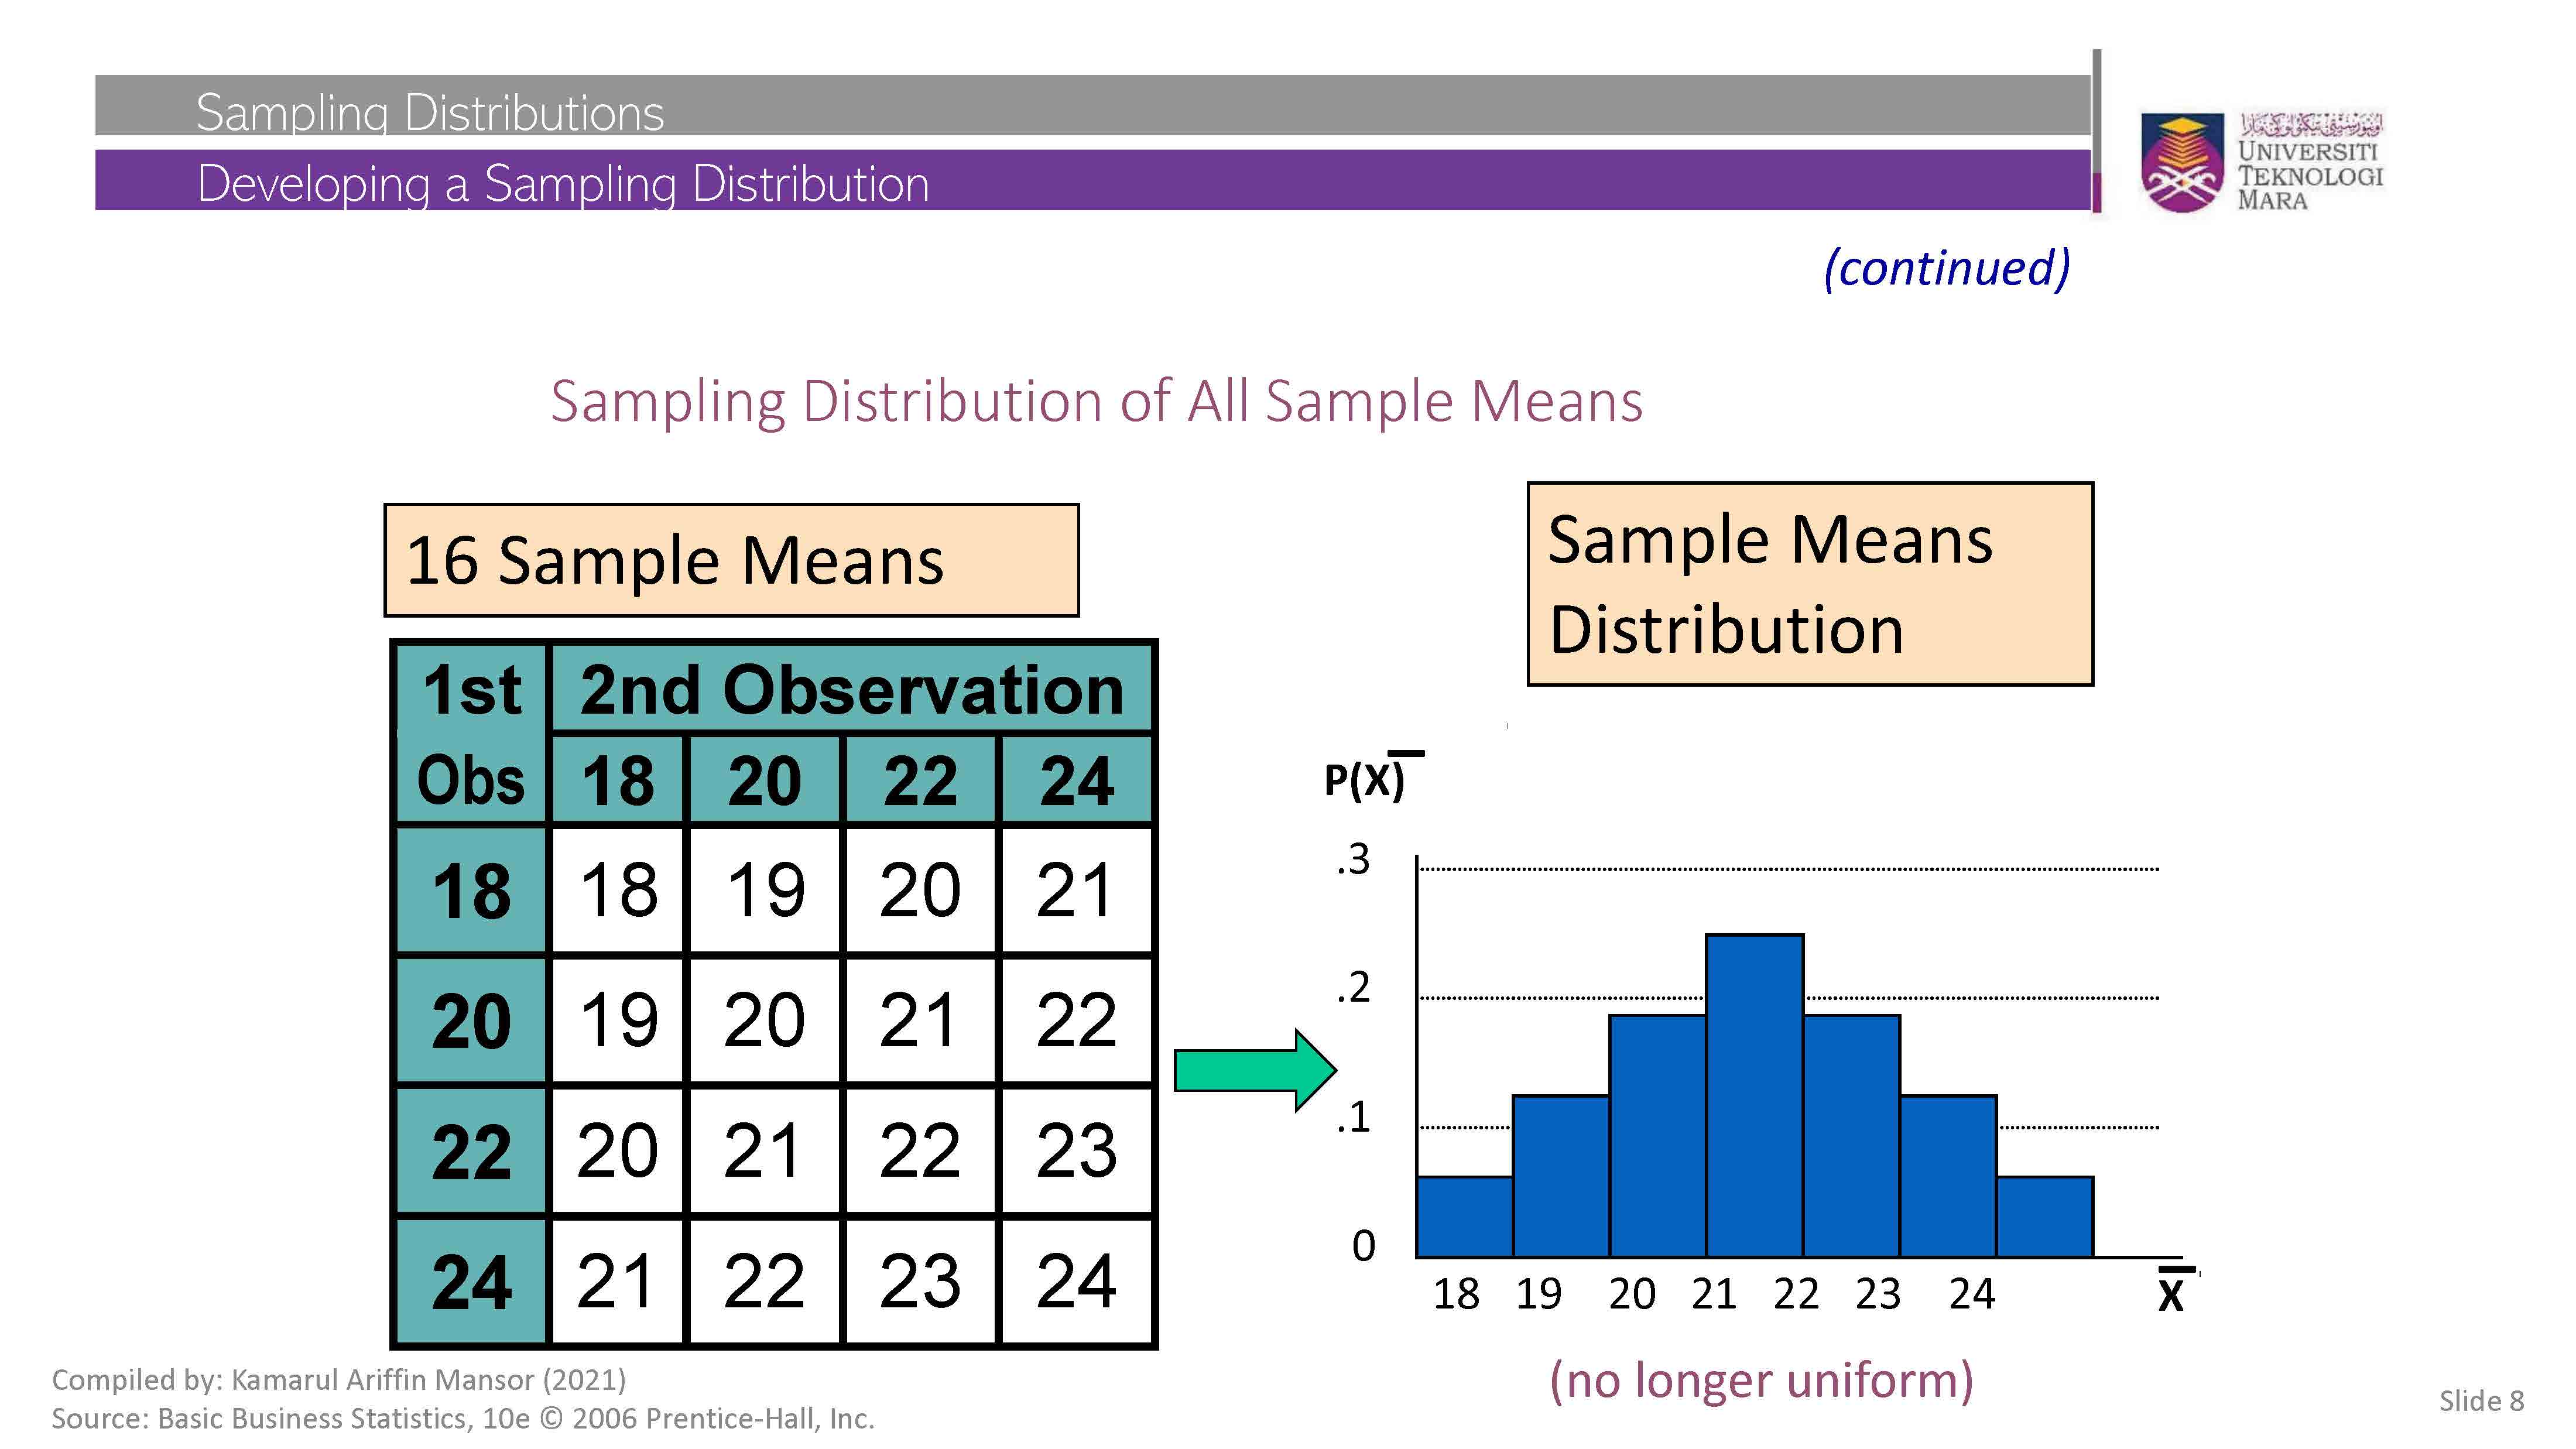 Sampling Distributions
Developing a Sampling Distribution
UNIVERSITI
TEKNOLOGI
MARA
(continued)
Sampling Distribution of All Sample Means
16 Sample Means
Sample Means
Distribution
1st 2nd Observation
Obs 18 20 22 24
18 18 19 20 21
20 19 20 21 22
22 20 21 22 23
24 21 22 23 24
P(X̅)
.3
.2
.1
0
18 19 20 21 22 23 24 X̅
(no longer uniform)
Compiled by: Kamarul Ariffin Mansor (2021)
Source: Basic Business Statistics, 10e © 2006 Prentice-Hall, Inc.
Slide 8